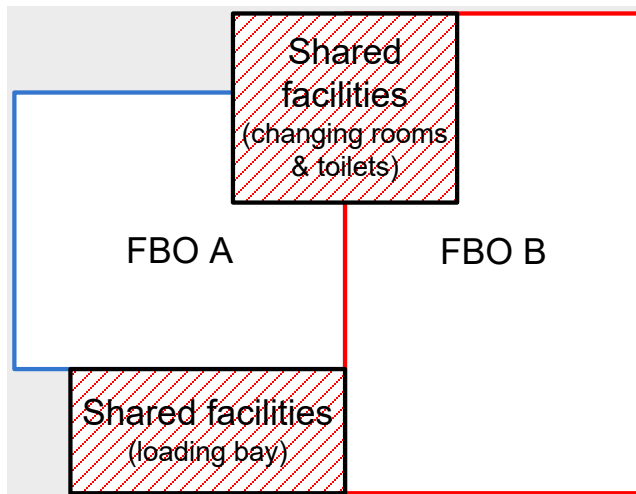 Shared
facilities
(changing rooms
& toilets)
FBO A
FBO B
Shared facilities
(loading bay)